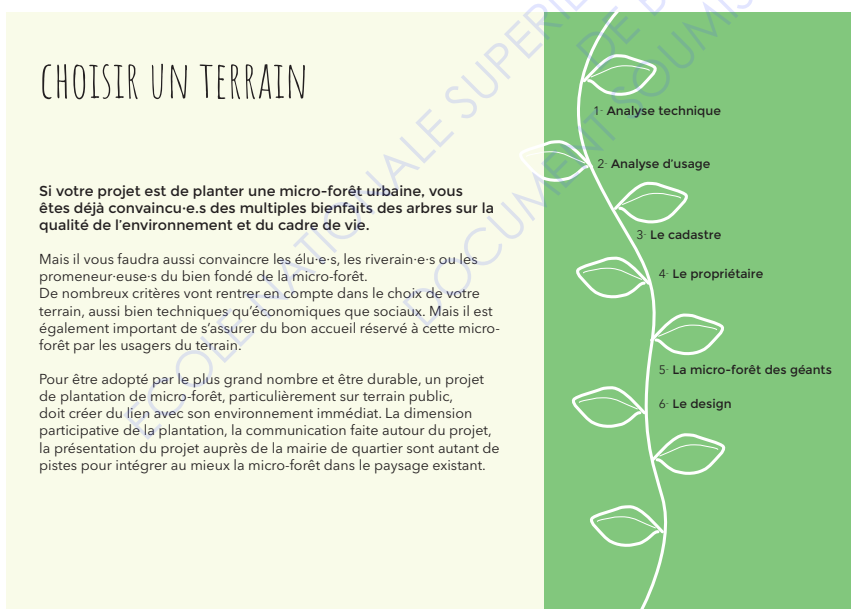 CHOISIR UN TERRAIN
Si votre projet est de planter une micro-forêt urbaine, vous
êtes déjà convaincu·e.s des multiples bienfaits des arbres sur la
qualité de l'environnement et du cadre de vie.
Mais il vous faudra aussi convaincre les élu·e·s, les riverain·e·s ou les
promeneur·euse·s du bien fondé de la micro-forêt.
De nombreux critères vont rentrer en compte dans le choix de votre
terrain, aussi bien techniques qu'économiques que sociaux. Mais il est
également important de s'assurer du bon accueil réservé à cette micro-
forêt par les usagers du terrain.
Pour être adopté par le plus grand nombre et être durable, un projet
de plantation de micro-forêt, particulièrement sur terrain public,
doit créer du lien avec son environnement immédiat. La dimension
participative de la plantation, la communication faite autour du projet,
la présentation du projet auprès de la mairie de quartier sont autant de
pistes pour intégrer au mieux la micro-forêt dans le paysage existant.
1- Analyse technique
2- Analyse d'usage
3- Le cadastre
4- Le propriétaire
5- La micro-forêt des géants
6- Le design
ECOLE NATIONALE SUPERIE
DOCUMENT SOUMIS
DE